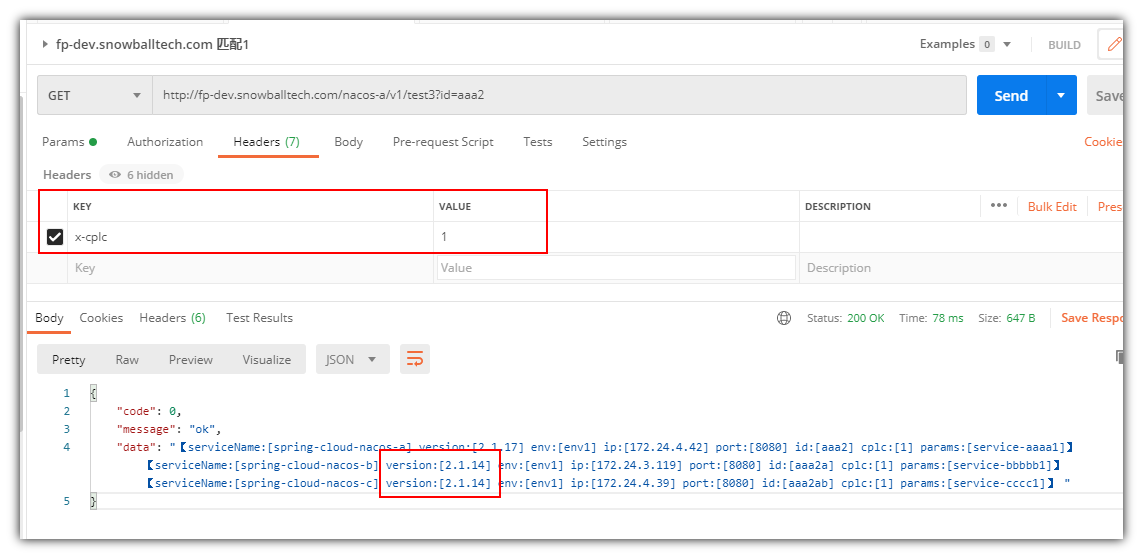 fp-dev.snowballtech.com 匹配1
Examples 0
BUILD
GET
http://fp-dev.snowballtech.com/nacos-a/v1/test3?id=aaa2
Send
Save
Params
Authorization
Headers (7)
Body
Pre-request Script
Tests
Settings
Cookie
Headers
6 hidden
KEY
VALUE
DESCRIPTION
Bulk Edit
Pres
x-cplc
1
Key
Value
Description
Body
Cookies
Headers (6)
Test Results
Status: 200 OK
Time: 78 ms
Size: 647 B
Save Respo
Pretty
Raw
Preview
Visualize
JSON
1 {
2 "code": 0,
3 "message": "ok",
4 "data": "【serviceName:[spring-cloud-nacos-a] version:[2.1.17] env:[env1] ip:[172.24.4.42] port:[8080] id:[aaa2] cplc:[1] params:[service-aaaa1]】
【serviceName:[spring-cloud-nacos-b] version:[2.1.14] env:[env1] ip:[172.24.3.119] port:[8080] id:[aaa2a] cplc:[1] params:[service-bbbbb1]】
【serviceName:[spring-cloud-nacos-c] version:[2.1.14] env:[env1] ip:[172.24.4.39] port:[8080] id:[aaa2ab] cplc:[1] params:[service-cccc1]】 "
5 }